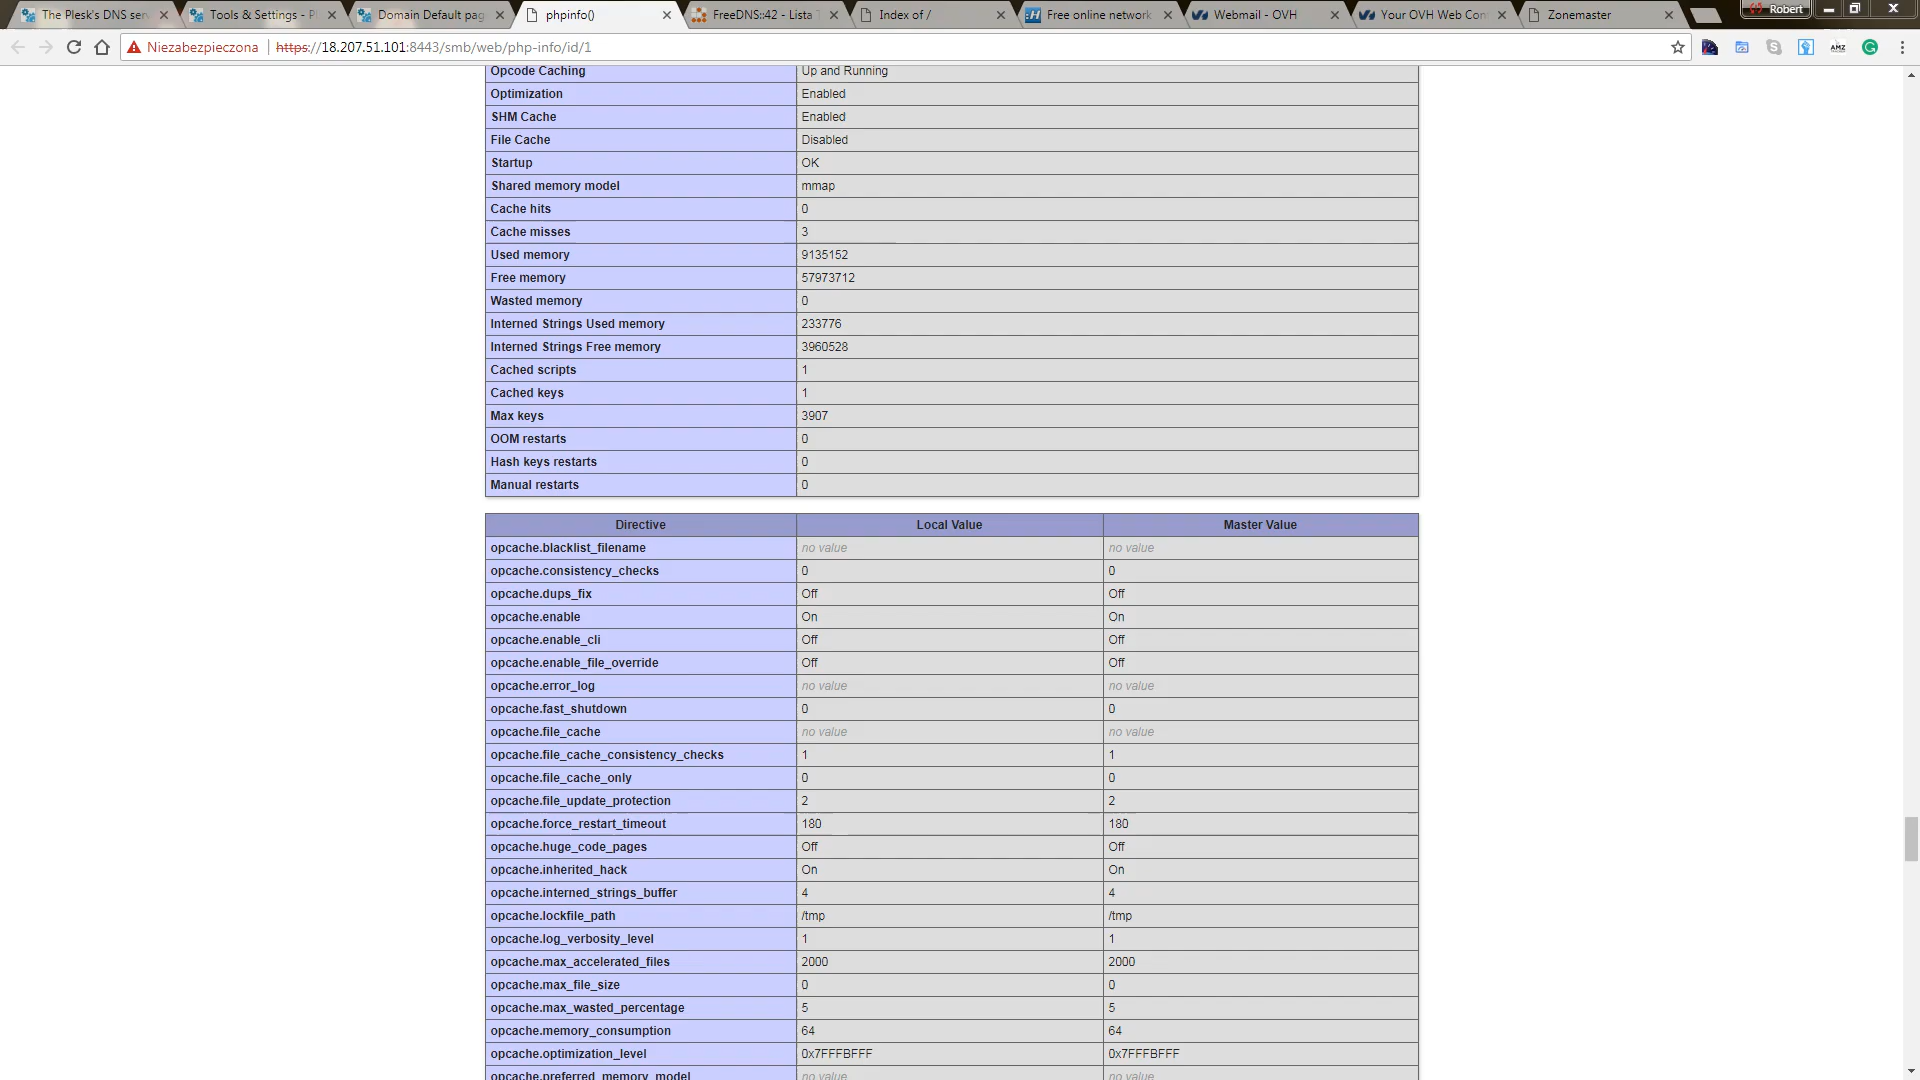 The Plesk's DNS serv
Tools & Settings - Pl
Domain Default pag
phpinfo()
FreeDNS::42 - Lista T
Index of /
Free online network
Webmail - OVH
Your OVH Web Con
Zonemaster
Robert
Niezabezpieczona
https://18.207.51.101:8443/smb/web/php-info/id/1
AMZ
Opcode Caching Up and Running
Optimization Enabled
SHM Cache Enabled
File Cache Disabled
Startup OK
Shared memory model mmap
Cache hits 0
Cache misses 3
Used memory 9135152
Free memory 57973712
Wasted memory 0
Interned Strings Used memory 233776
Interned Strings Free memory 3960528
Cached scripts 1
Cached keys 1
Max keys 3907
OOM restarts 0
Hash keys restarts 0
Manual restarts 0
Directive Local Value Master Value
opcache.blacklist_filename no value no value
opcache.consistency_checks 0 0
opcache.dups_fix Off Off
opcache.enable On On
opcache.enable_cli Off Off
opcache.enable_file_override Off Off
opcache.error_log no value no value
opcache.fast_shutdown 0 0
opcache.file_cache no value no value
opcache.file_cache_consistency_checks 1 1
opcache.file_cache_only 0 0
opcache.file_update_protection 2 2
opcache.force_restart_timeout 180 180
opcache.huge_code_pages Off Off
opcache.inherited_hack On On
opcache.interned_strings_buffer 4 4
opcache.lockfile_path /tmp /tmp
opcache.log_verbosity_level 1 1
opcache.max_accelerated_files 2000 2000
opcache.max_file_size 0 0
opcache.max_wasted_percentage 5 5
opcache.memory_consumption 64 64
opcache.optimization_level 0x7FFFBFFF 0x7FFFBFFF
opcache.preferred_memory_model no value no value